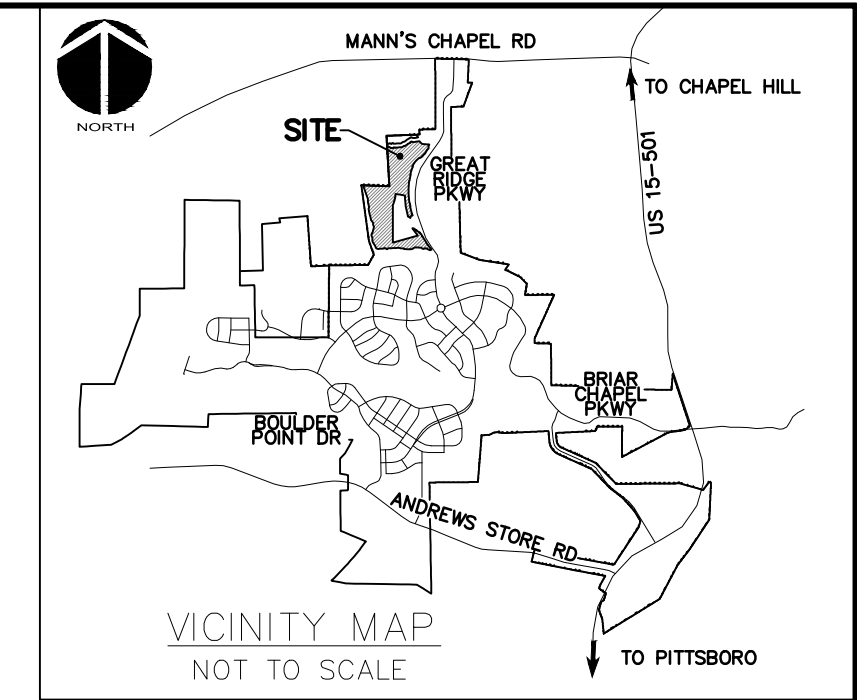 MANN'S CHAPEL RD
NORTH
TO CHAPEL HILL
SITE
GREAT
RIDGE
PKWY
US 15-501
BRIAR
CHAPEL
PKWY
BOULDER
POINT DR
ANDREWS STORE RD
VICINITY MAP
NOT TO SCALE
TO PITTSBORO